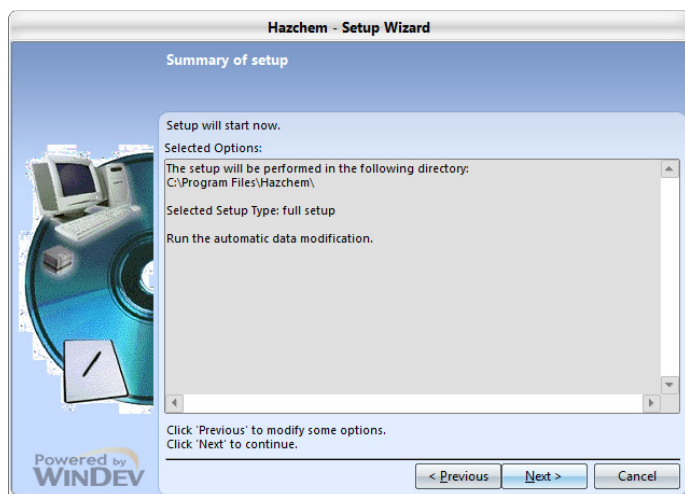 Hazchem - Setup Wizard
Summary of setup
Setup will start now.
Selected Options:
The setup will be performed in the following directory:
C:\Program Files\Hazchem\
Selected Setup Type: full setup
Run the automatic data modification.
Click 'Previous' to modify some options.
Click 'Next' to continue.
Powered by
WINDEV
< Previous
Next >
Cancel